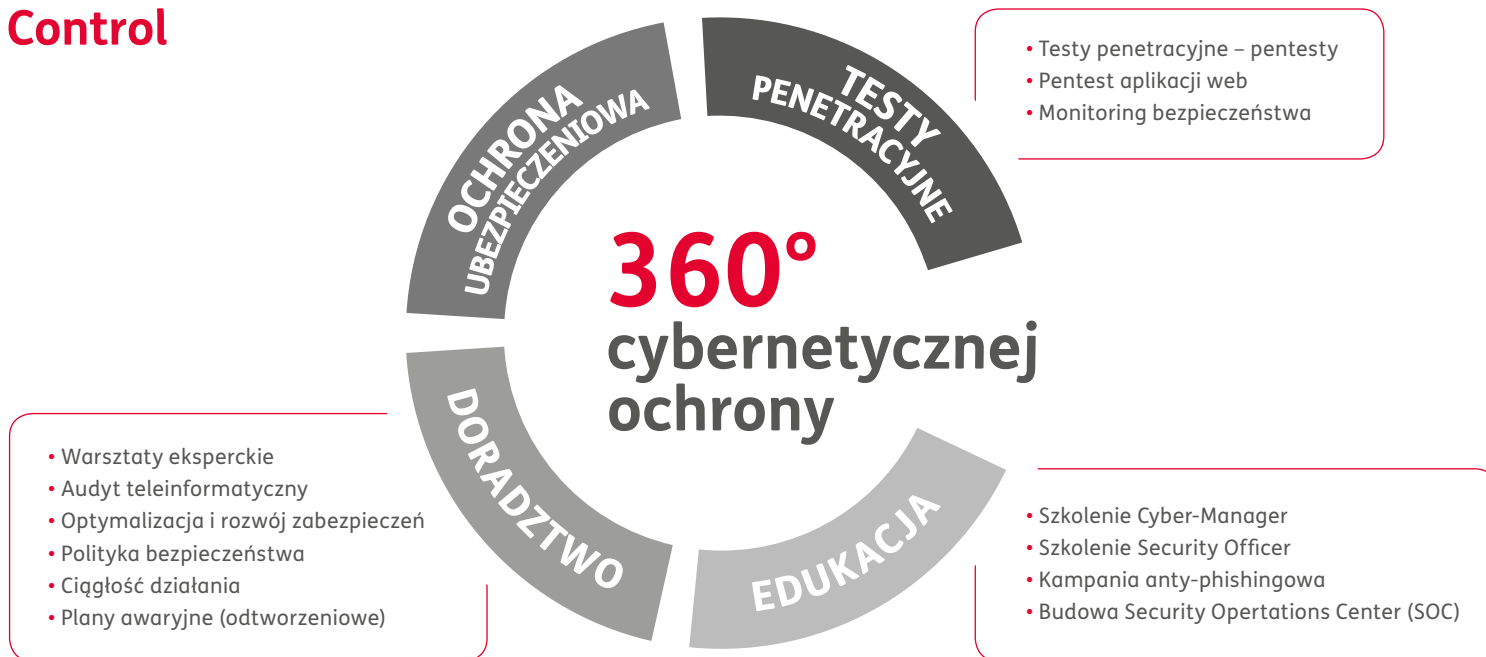 Control
OCHRONA
UBEZPIECZENIOWA
TESTY
PENETRACYJNE
• Testy penetracyjne – pentesty
• Pentest aplikacji web
• Monitoring bezpieczeństwa
360°
cybernetycznej
ochrony
DORADZTWO
• Warsztaty eksperckie
• Audyt teleinformatyczny
• Optymalizacja i rozwój zabezpieczeń
• Polityka bezpieczeństwa
• Ciągłość działania
• Plany awaryjne (odtworzeniowe)
EDUKACJA
• Szkolenie Cyber-Manager
• Szkolenie Security Officer
• Kampania anty-phishingowa
• Budowa Security Opertations Center (SOC)